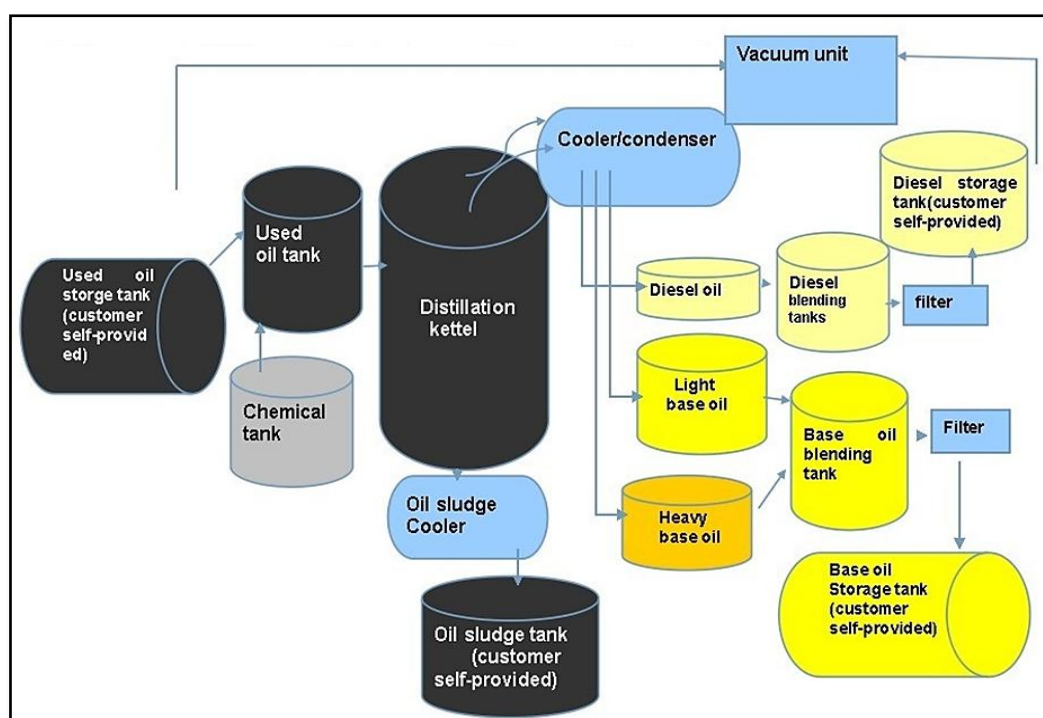 Vacuum unit
Cooler/condenser
Diesel storage
tank(customer
self-provided)
Used
oil tank
Used oil
storge tank
(customer
self-provid
ed)
Distillation
kettel
Diesel oil
Diesel
blending
tanks
filter
Chemical
tank
Light
base oil
Base oil
blending
tank
Filter
Oil sludge
Cooler
Heavy
base oil
Base oil
Storage tank
(customer
self-provided)
Oil sludge tank
(customer
self-provided)